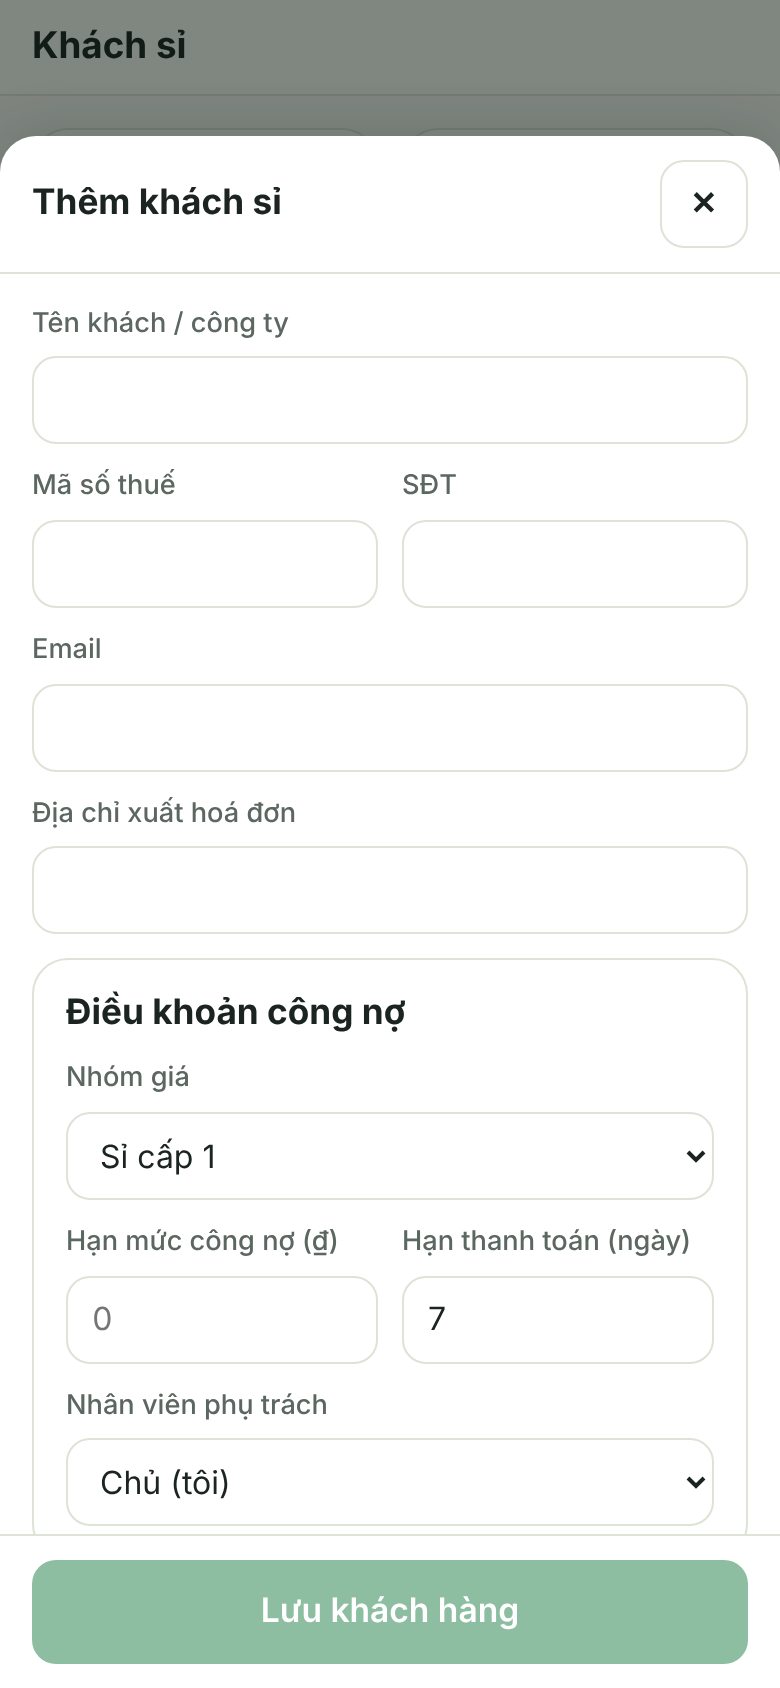 Khách sỉ
Thêm khách sỉ
Tên khách / công ty
Mã số thuế SĐT
Email
Địa chỉ xuất hoá đơn
Điều khoản công nợ
Nhóm giá
Sỉ cấp 1
Hạn mức công nợ (₫) Hạn thanh toán (ngày)
0 7
Nhân viên phụ trách
Chủ (tôi)
Lưu khách hàng